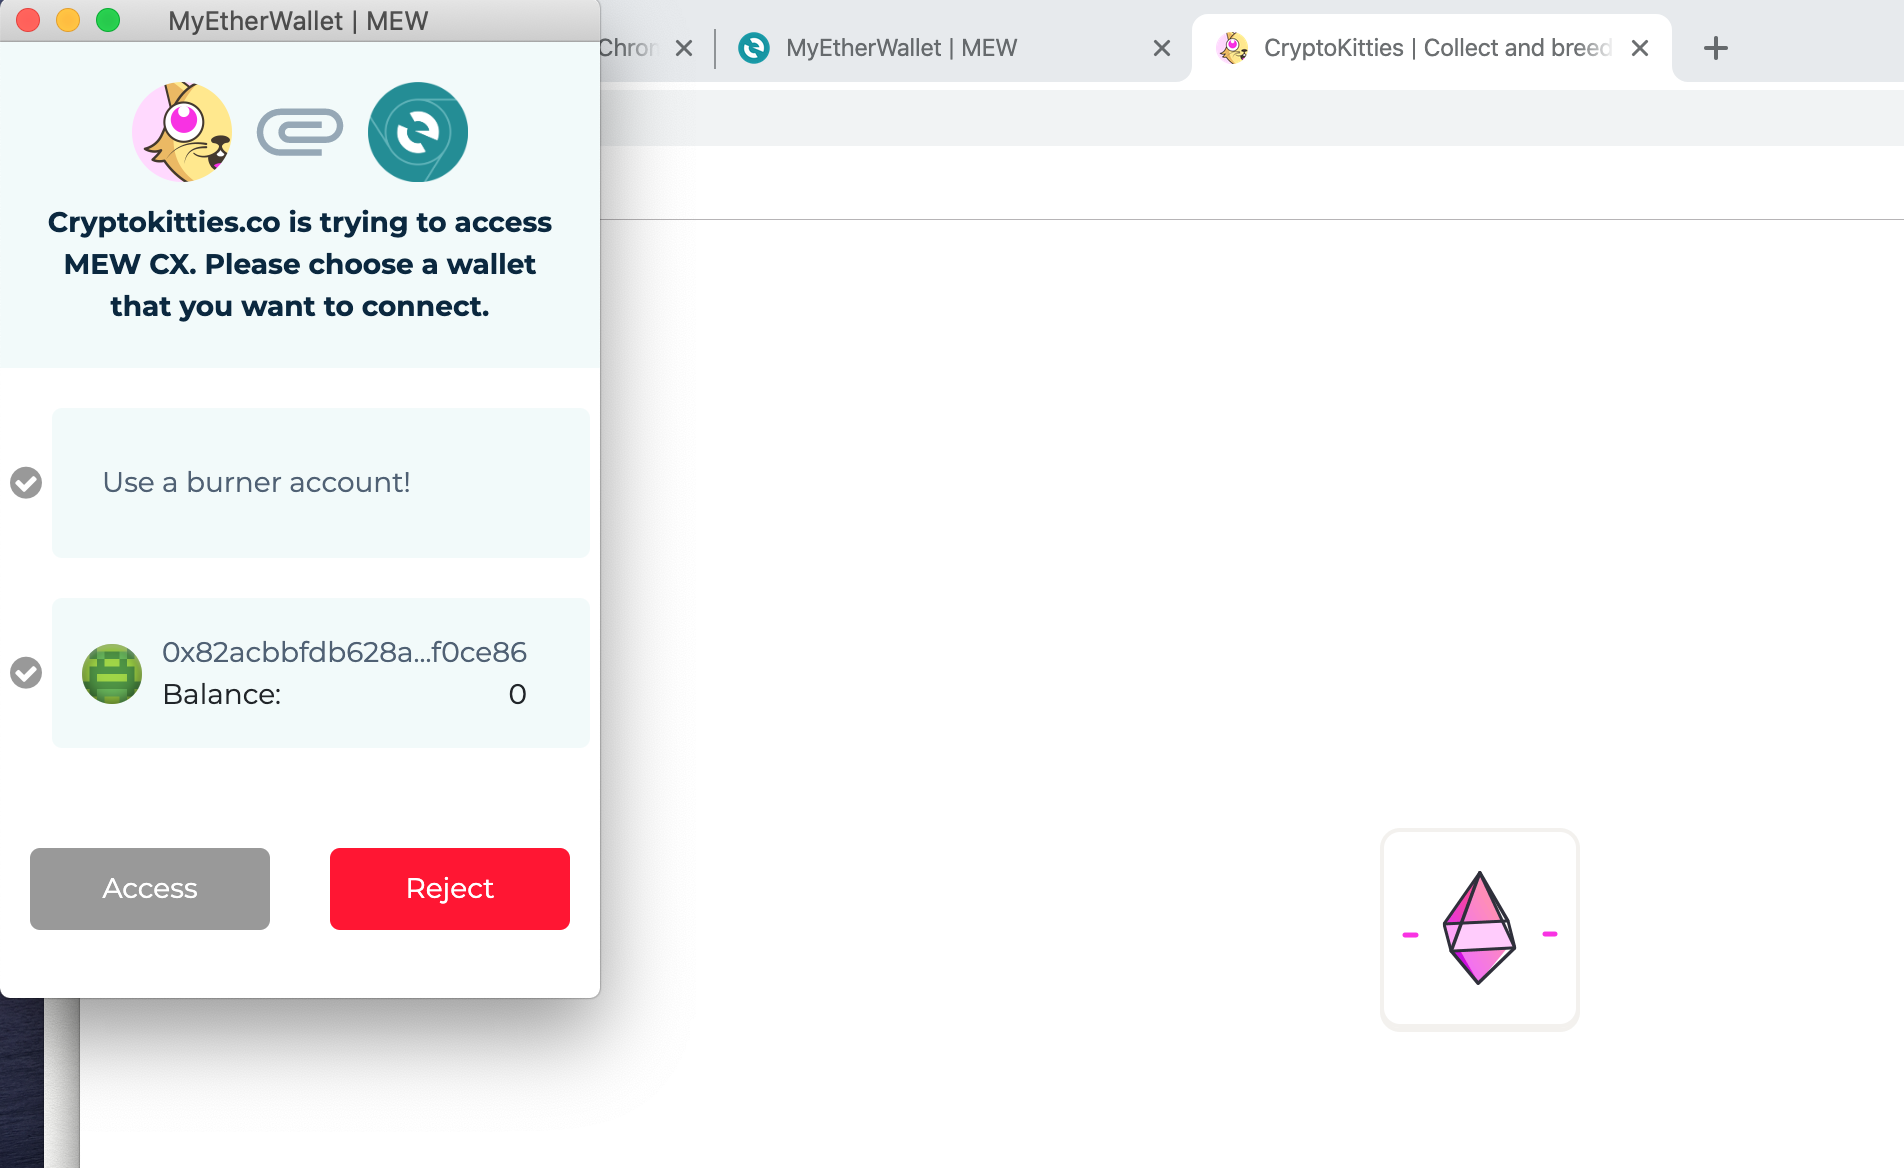 MyEtherWallet | MEW
Chrom
MyEtherWallet | MEW
CryptoKitties | Collect and breed
Cryptokitties.co is trying to access
MEW CX. Please choose a wallet
that you want to connect.
Use a burner account!
0x82acbbfdb628a...f0ce86
Balance: 0
Access
Reject